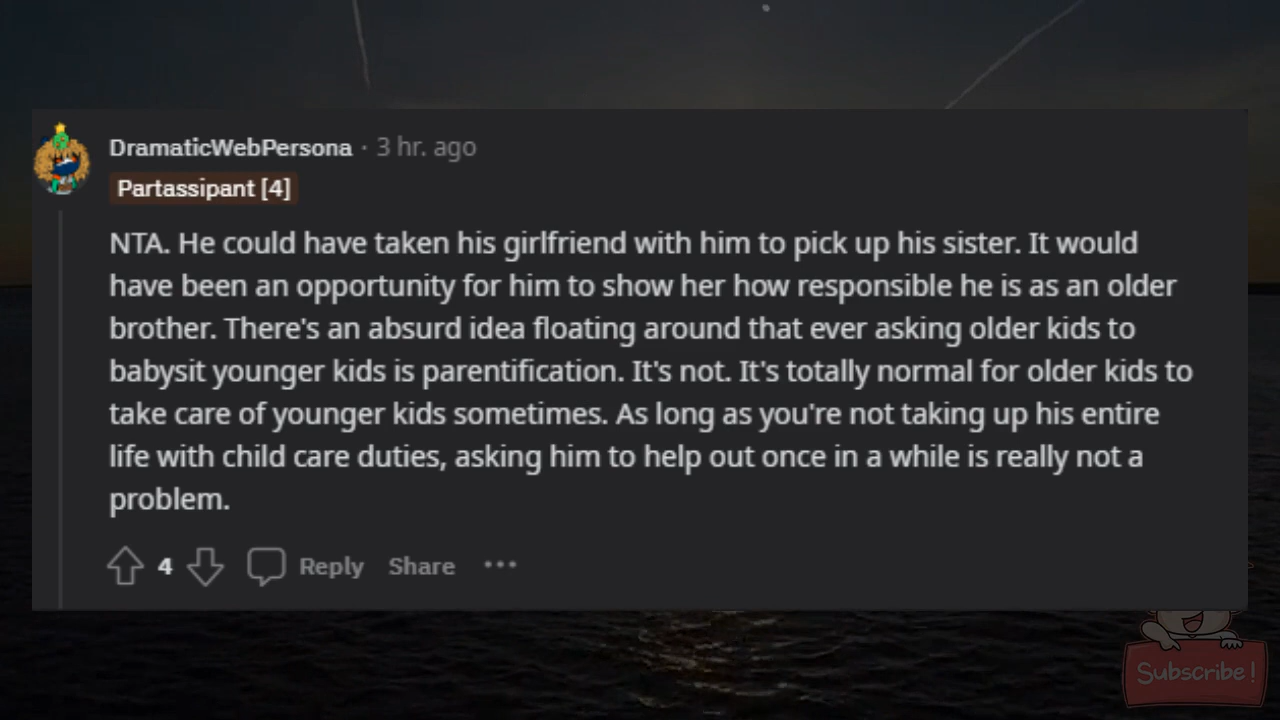 DramaticWebPersona · 3 hr. ago
Partassipant [4]
NTA. He could have taken his girlfriend with him to pick up his sister. It would
have been an opportunity for him to show her how responsible he is as an older
brother. There's an absurd idea floating around that ever asking older kids to
babysit younger kids is parentification. It's not. It's totally normal for older kids to
take care of younger kids sometimes. As long as you're not taking up his entire
life with child care duties, asking him to help out once in a while is really not a
problem.
4 Reply Share ···
Subscribe!